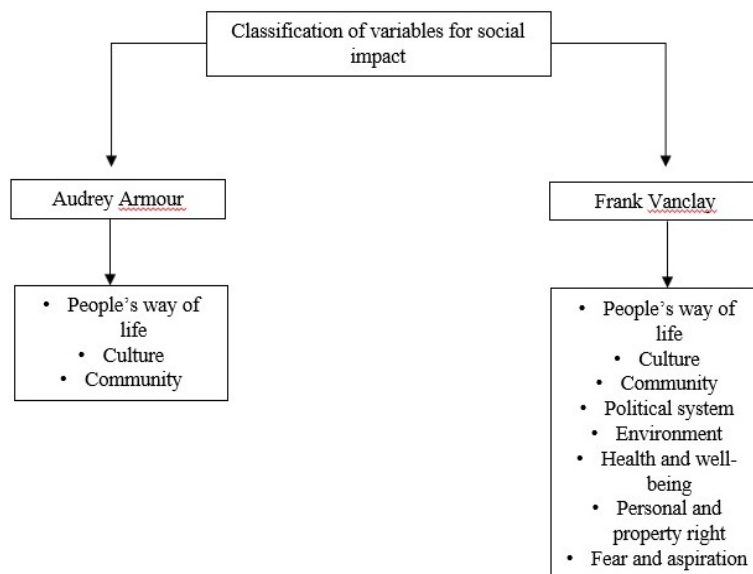 Classification of variables for social
impact
Audrey Armour
Frank Vanclay
• People’s way of
life
• Culture
• Community
• People’s way of
life
• Culture
• Community
• Political system
• Environment
• Health and well-
being
• Personal and
property right
• Fear and aspiration